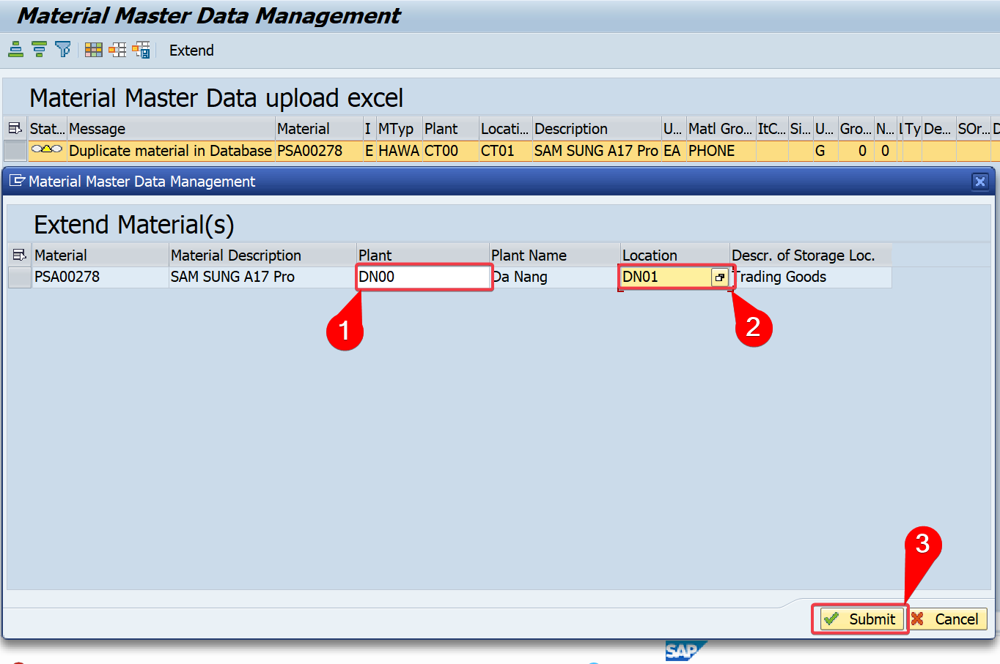 Material Master Data Management
Extend
Material Master Data upload excel
Stat... Message Material I MTyp Plant Locati... Description U... Matl Gro... ItC... Si... U... Gro... N... Ty De... SOr... D
Duplicate material in Database PSA00278 E HAWA CT00 CT01 SAM SUNG A17 Pro EA PHONE G 0 0
Material Master Data Management
Extend Material(s)
Material Material Description Plant Plant Name Location Descr. of Storage Loc.
PSA00278 SAM SUNG A17 Pro DN00 Da Nang DN01 Trading Goods
1
2
3
Submit Cancel
SAP